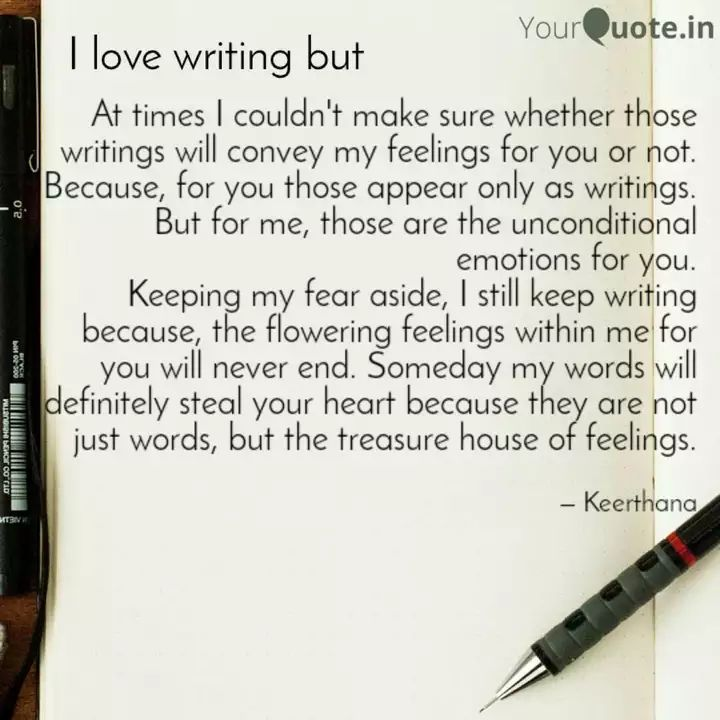 YourQuote.in
I love writing but
At times I couldn't make sure whether those
writings will convey my feelings for you or not.
Because, for you those appear only as writings.
But for me, those are the unconditional
emotions for you.
Keeping my fear aside, I still keep writing
because, the flowering feelings within me for
you will never end. Someday my words will
definitely steal your heart because they are not
just words, but the treasure house of feelings.
– Keerthana